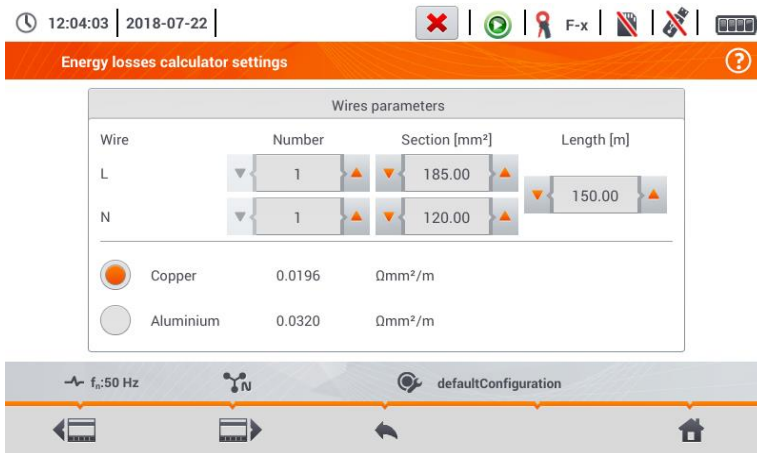 12:04:03 2018-07-22 F-x
Energy losses calculator settings ?
Wires parameters
Wire Number Section [mm²] Length [m]
L 1 185.00
150.00
N 1 120.00
Copper 0.0196 Ωmm²/m
Aluminium 0.0320 Ωmm²/m
fₙ:50 Hz N defaultConfiguration